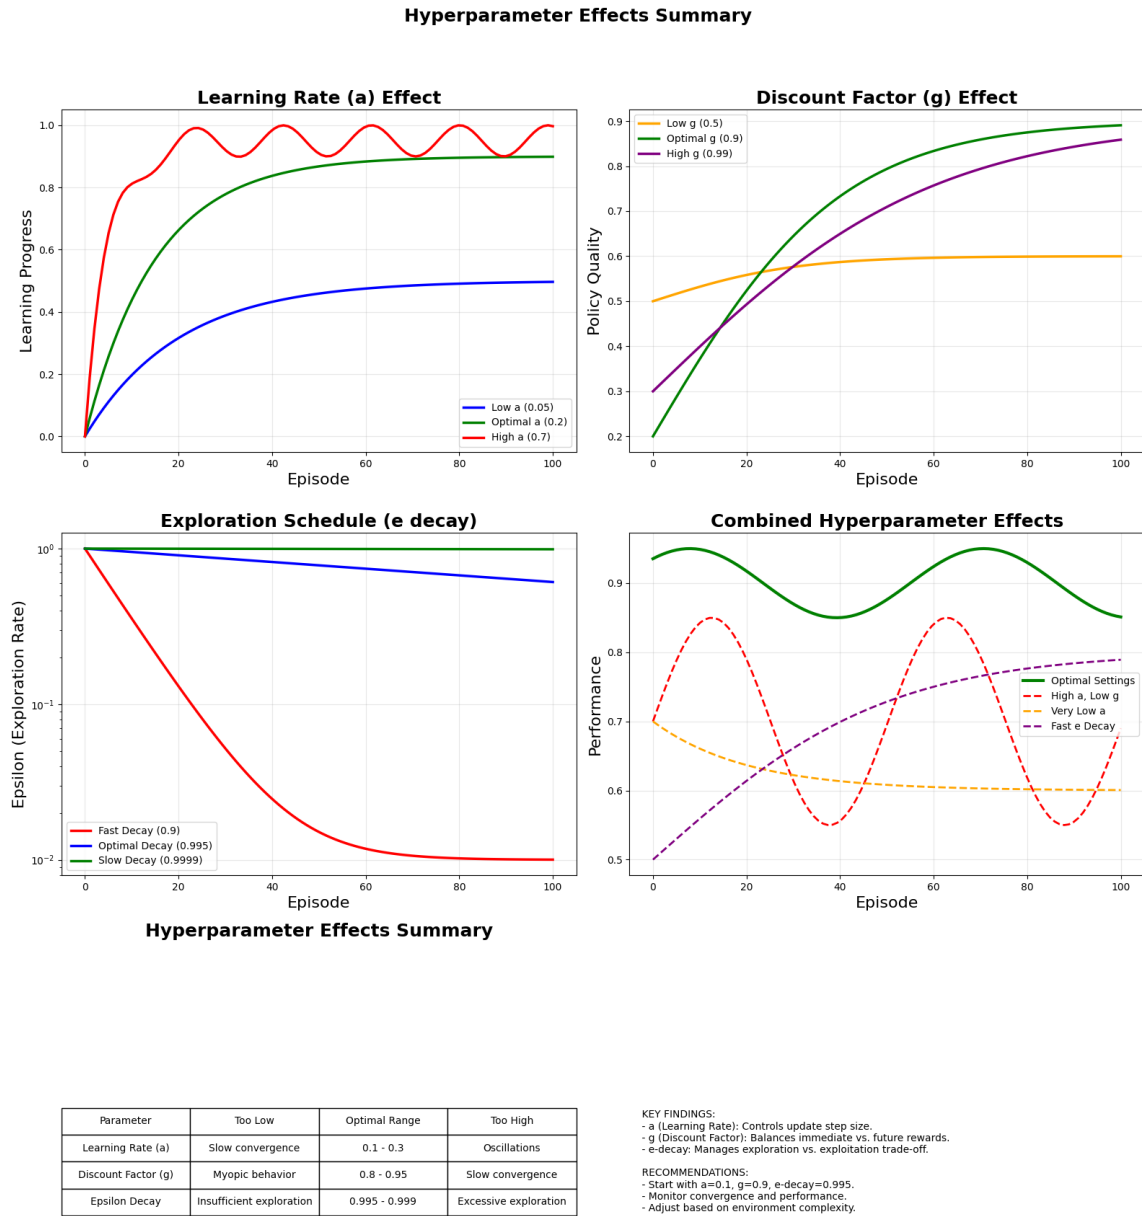 Hyperparameter Effects Summary
Learning Rate (a) Effect
Learning Progress
1.0
0.8
0.6
0.4
0.2
0.0
0 20 40 60 80 100
Episode
Low a (0.05)
Optimal a (0.2)
High a (0.7)
Discount Factor (g) Effect
Policy Quality
0.9
0.8
0.7
0.6
0.5
0.4
0.3
0.2
0 20 40 60 80 100
Episode
Low g (0.5)
Optimal g (0.9)
High g (0.99)
Exploration Schedule (e decay)
Epsilon (Exploration Rate)
10⁰
10⁻¹
10⁻²
0 20 40 60 80 100
Episode
Fast Decay (0.9)
Optimal Decay (0.995)
Slow Decay (0.9999)
Combined Hyperparameter Effects
Performance
0.9
0.8
0.7
0.6
0.5
0 20 40 60 80 100
Episode
Optimal Settings
High a, Low g
Very Low a
Fast e Decay
Hyperparameter Effects Summary
Parameter Too Low Optimal Range Too High
Learning Rate (a) Slow convergence 0.1 - 0.3 Oscillations
Discount Factor (g) Myopic behavior 0.8 - 0.95 Slow convergence
Epsilon Decay Insufficient exploration 0.995 - 0.999 Excessive exploration
KEY FINDINGS:
- a (Learning Rate): Controls update step size.
- g (Discount Factor): Balances immediate vs. future rewards.
- e-decay: Manages exploration vs. exploitation trade-off.
RECOMMENDATIONS:
- Start with a=0.1, g=0.9, e-decay=0.995.
- Monitor convergence and performance.
- Adjust based on environment complexity.